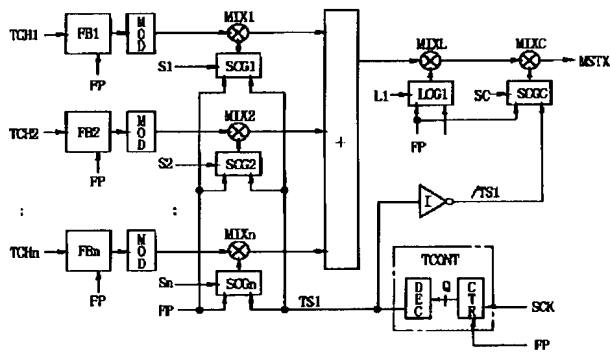 MIX1 MIXL MIXC
TCH1 FB1 MOD MSTX
S1 SCG1 L1 LCG1 SC SCGC
FP
MIX2
TCH2 FB2 MOD + FP
S2 SCG2
FP I /TS1
: :
MIXn TCONT
TCHn FBn MOD
Sn SCGn DEC Q CTR SCK
FP FP TS1
FP